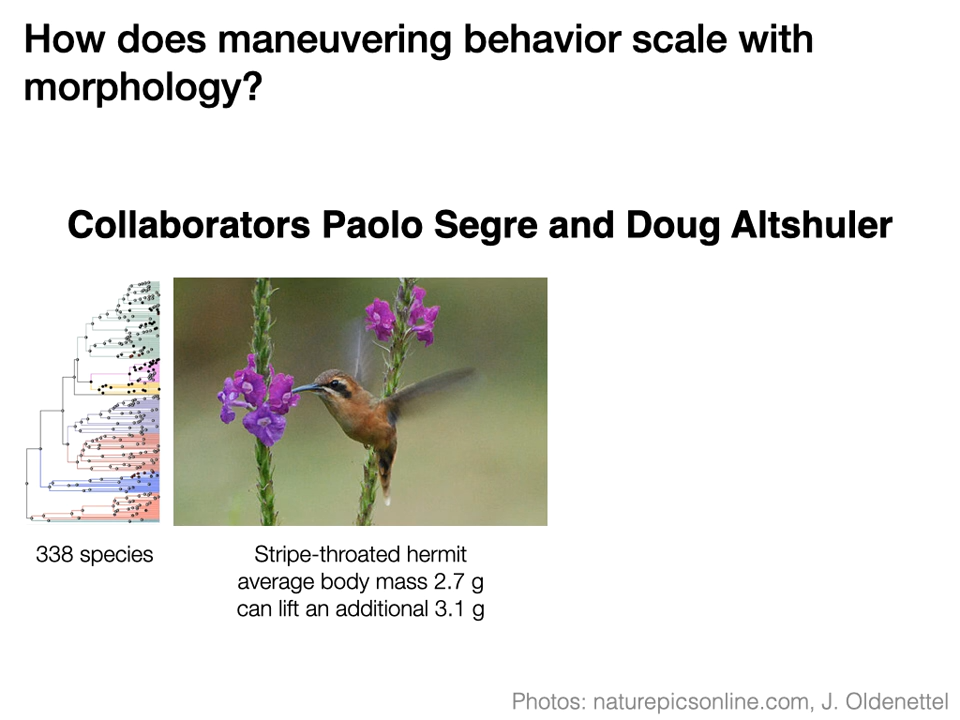 How does maneuvering behavior scale with
morphology?
Collaborators Paolo Segre and Doug Altshuler
338 species
Stripe-throated hermit
average body mass 2.7 g
can lift an additional 3.1 g
Photos: naturepicsonline.com, J. Oldenettel